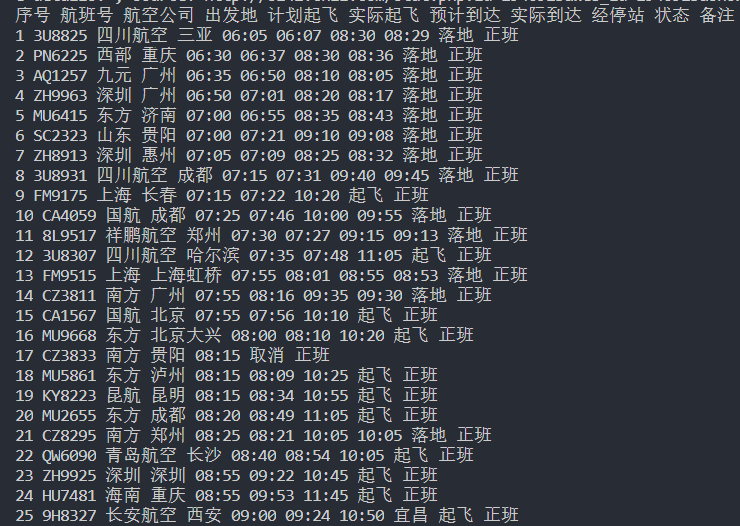 序号 航班号 航空公司 出发地 计划起飞 实际起飞 预计到达 实际到达 经停站 状态 备注
1 3U8825 四川航空 三亚 06:05 06:07 08:30 08:29 落地 正班
2 PN6225 西部 重庆 06:30 06:37 08:30 08:36 落地 正班
3 AQ1257 九元 广州 06:35 06:50 08:10 08:05 落地 正班
4 ZH9963 深圳 广州 06:50 07:01 08:20 08:17 落地 正班
5 MU6415 东方 济南 07:00 06:55 08:35 08:43 落地 正班
6 SC2323 山东 贵阳 07:00 07:21 09:10 09:08 落地 正班
7 ZH8913 深圳 惠州 07:05 07:09 08:25 08:32 落地 正班
8 3U8931 四川航空 成都 07:15 07:31 09:40 09:45 落地 正班
9 FM9175 上海 长春 07:15 07:22 10:20 起飞 正班
10 CA4059 国航 成都 07:25 07:46 10:00 09:55 落地 正班
11 8L9517 祥鹏航空 郑州 07:30 07:27 09:15 09:13 落地 正班
12 3U8307 四川航空 哈尔滨 07:35 07:48 11:05 起飞 正班
13 FM9515 上海 上海虹桥 07:55 08:01 08:55 08:53 落地 正班
14 CZ3811 南方 广州 07:55 08:16 09:35 09:30 落地 正班
15 CA1567 国航 北京 07:55 07:56 10:10 起飞 正班
16 MU9668 东方 北京大兴 08:00 08:10 10:20 起飞 正班
17 CZ3833 南方 贵阳 08:15 取消 正班
18 MU5861 东方 泸州 08:15 08:09 10:25 起飞 正班
19 KY8223 昆航 昆明 08:15 08:34 10:55 起飞 正班
20 MU2655 东方 成都 08:20 08:49 11:05 起飞 正班
21 CZ8295 南方 郑州 08:25 08:21 10:05 10:05 落地 正班
22 QW6090 青岛航空 长沙 08:40 08:54 10:05 起飞 正班
23 ZH9925 深圳 深圳 08:55 09:22 10:45 起飞 正班
24 HU7481 海南 重庆 08:55 09:53 11:45 起飞 正班
25 9H8327 长安航空 西安 09:00 09:24 10:50 宜昌 起飞 正班